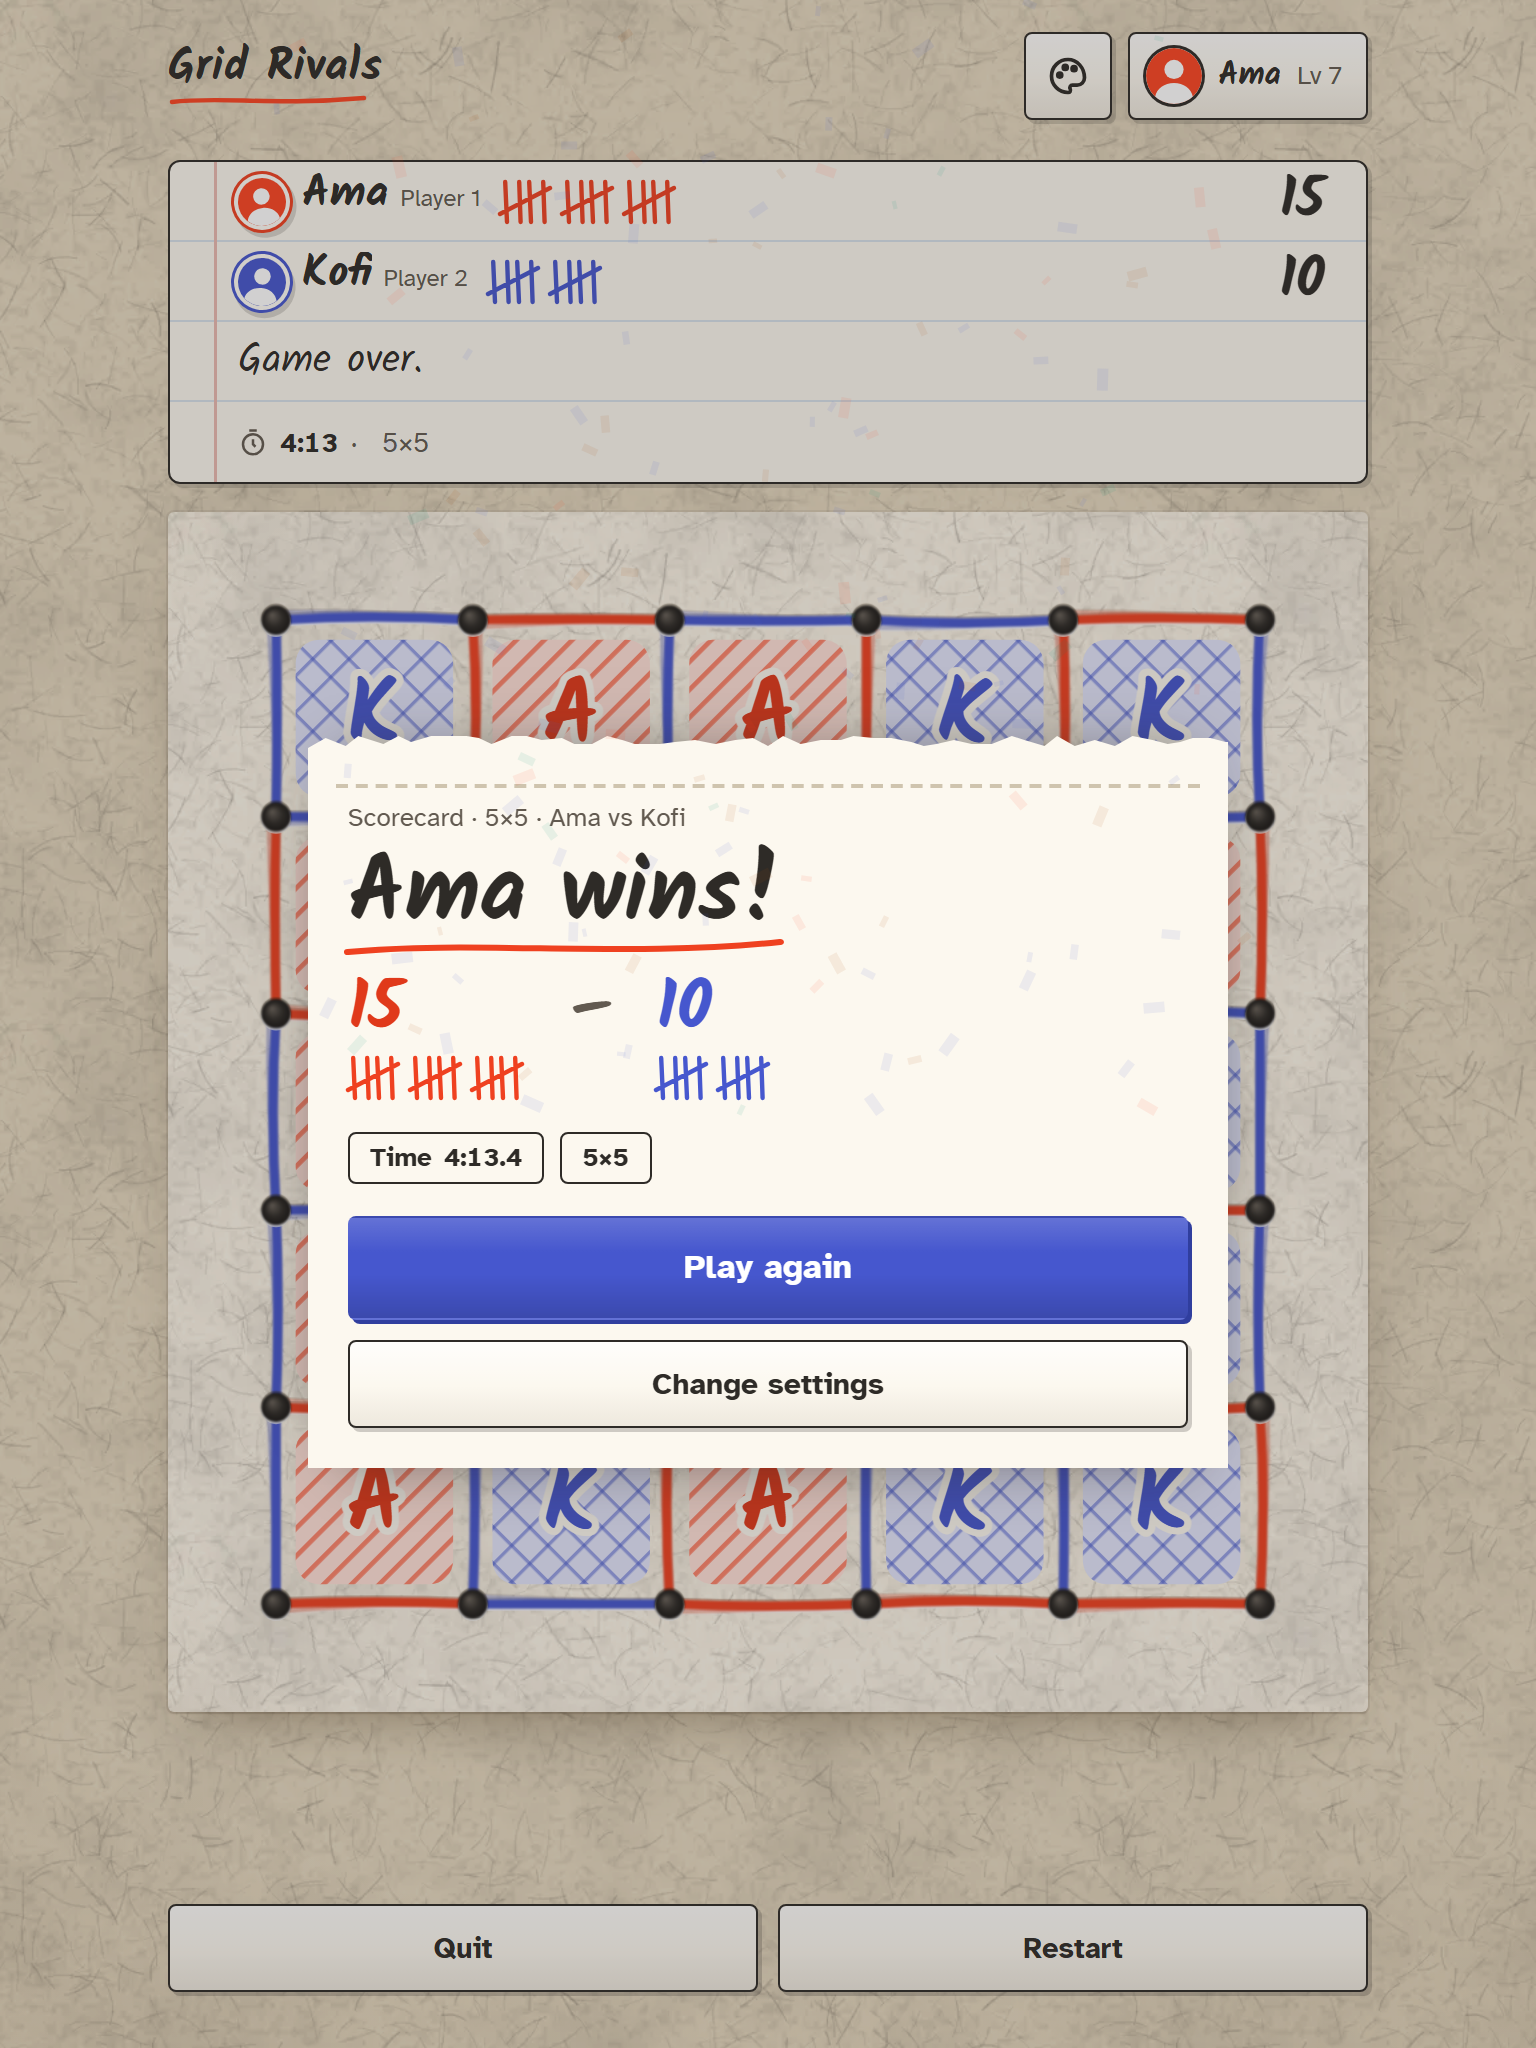 Grid Rivals
Ama Lv 7
Ama Player 1 15
Kofi Player 2 10
Game over.
4:13 · 5×5
K A A K K
Scorecard · 5×5 · Ama vs Kofi
Ama wins!
15 – 10
Time 4:13.4 5×5
Play again
Change settings
A K A K K
Quit Restart